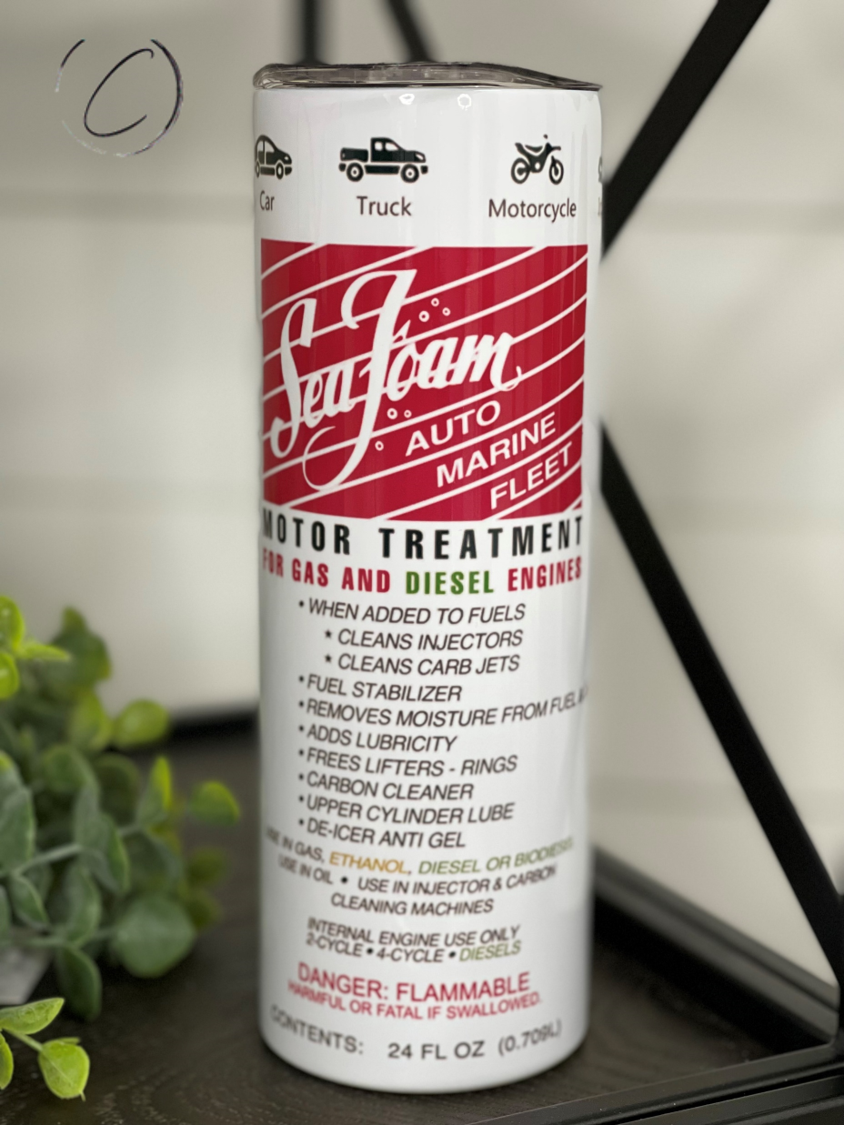 C
Car
Truck
Motorcycle
Sea Foam
AUTO
MARINE
FLEET
MOTOR TREATMENT
FOR GAS AND DIESEL ENGINES
• WHEN ADDED TO FUELS
* CLEANS INJECTORS
* CLEANS CARB JETS
• FUEL STABILIZER
• REMOVES MOISTURE FROM FUEL
• ADDS LUBRICITY
• FREES LIFTERS - RINGS
• CARBON CLEANER
• UPPER CYLINDER LUBE
• DE-ICER ANTI GEL
USE IN GAS, ETHANOL, DIESEL OR BIODIESEL
USE IN OIL • USE IN INJECTOR & CARBON
CLEANING MACHINES
INTERNAL ENGINE USE ONLY
2-CYCLE • 4-CYCLE • DIESELS
DANGER: FLAMMABLE
HARMFUL OR FATAL IF SWALLOWED.
CONTENTS: 24 FL OZ (0.709L)